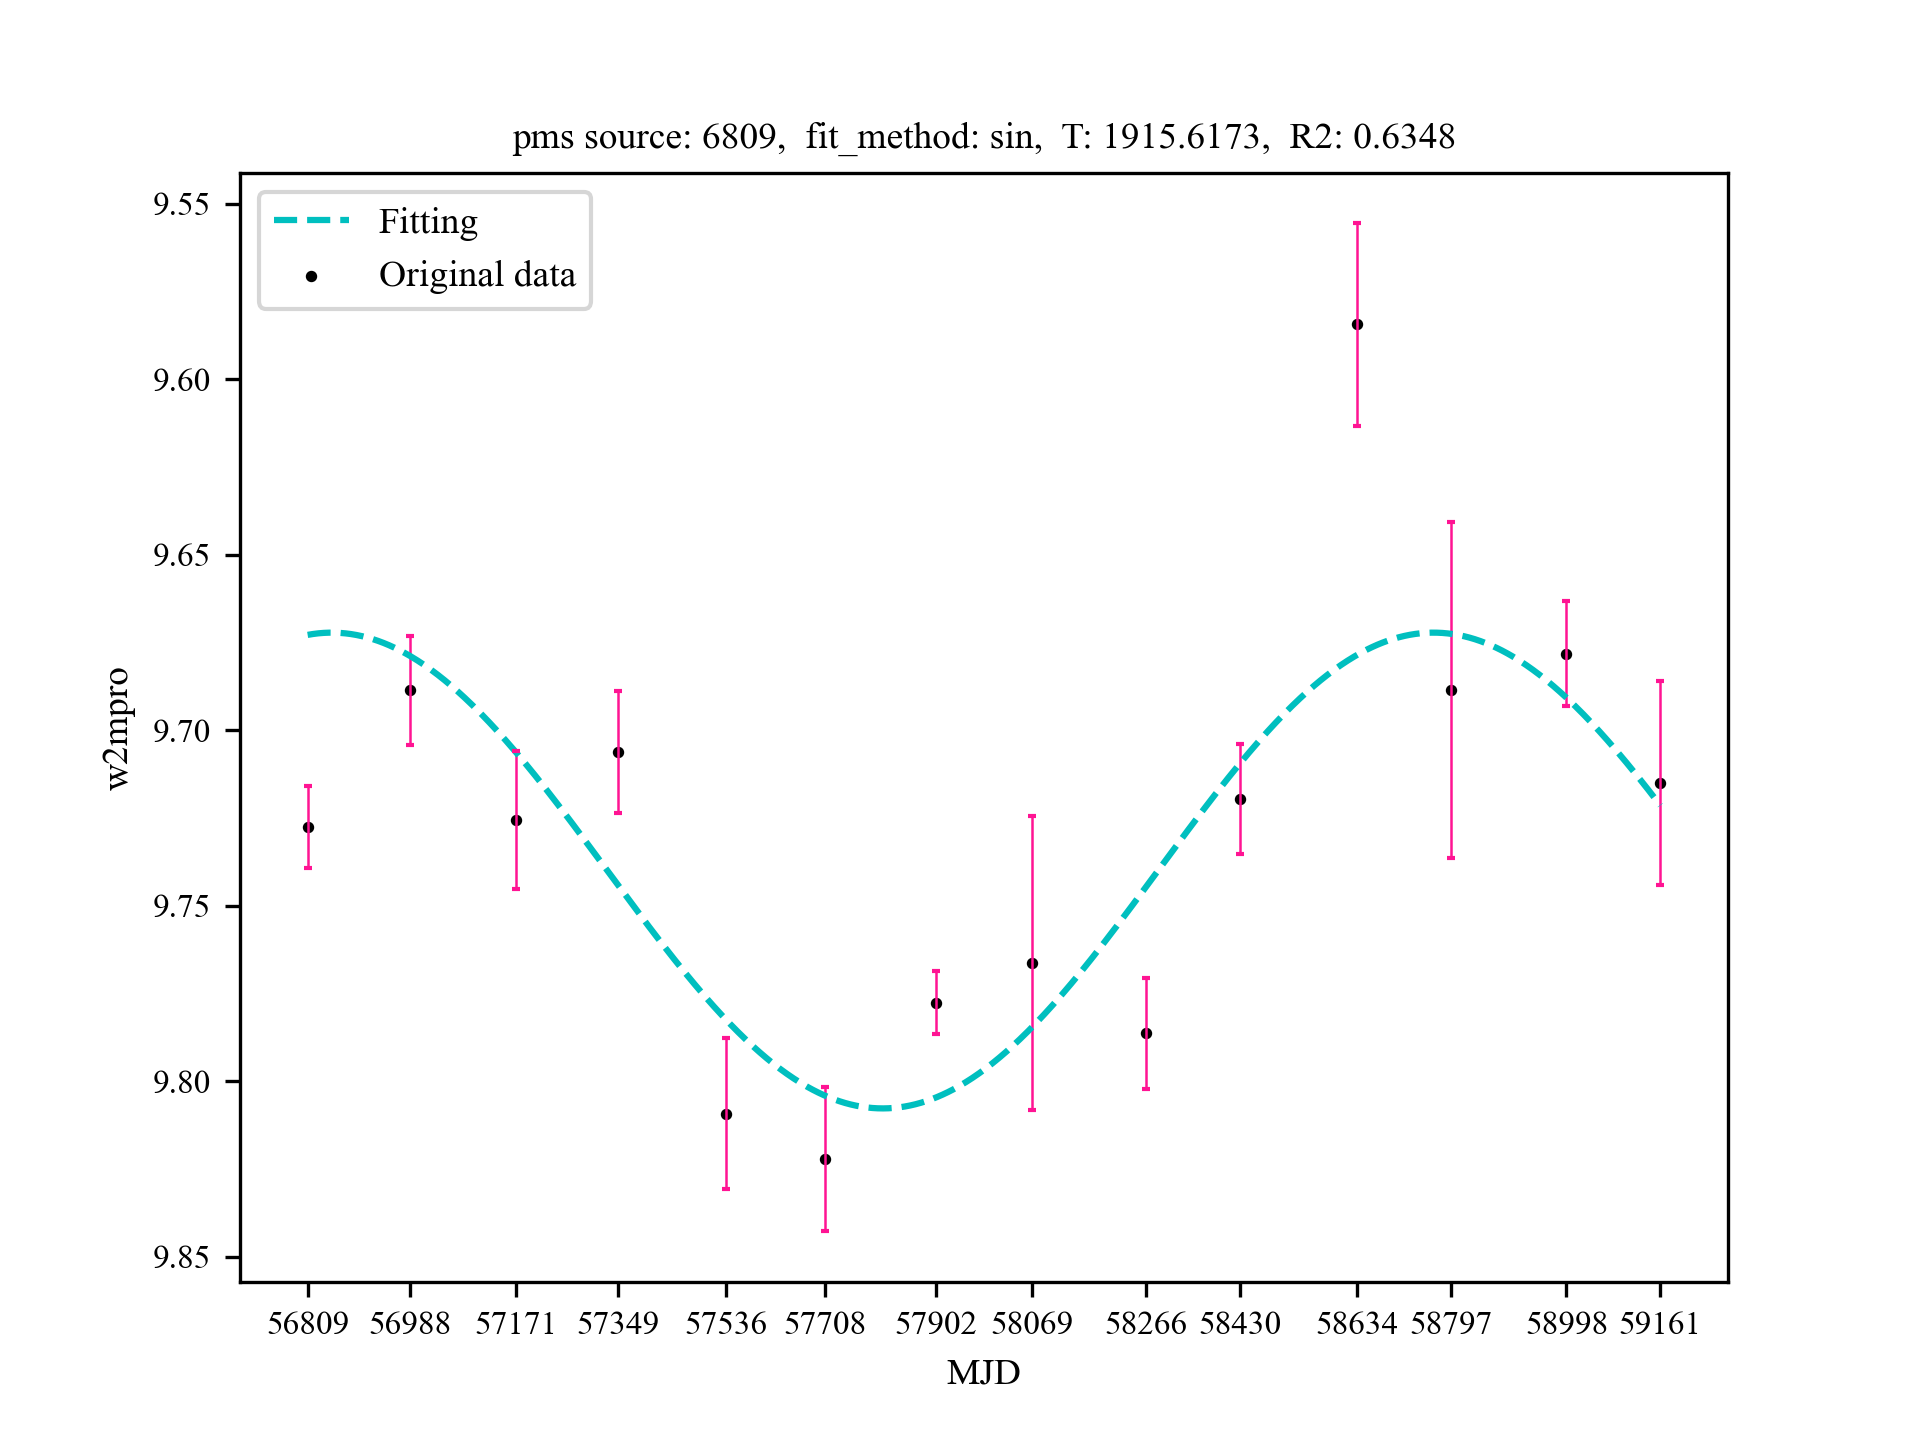 pms source: 6809, fit_method: sin, T: 1915.6173, R2: 0.6348
Fitting
Original data
9.55
9.60
9.65
9.70
9.75
9.80
9.85
w2mpro
56809 56988 57171 57349 57536 57708 57902 58069 58266 58430 58634 58797 58998 59161
MJD